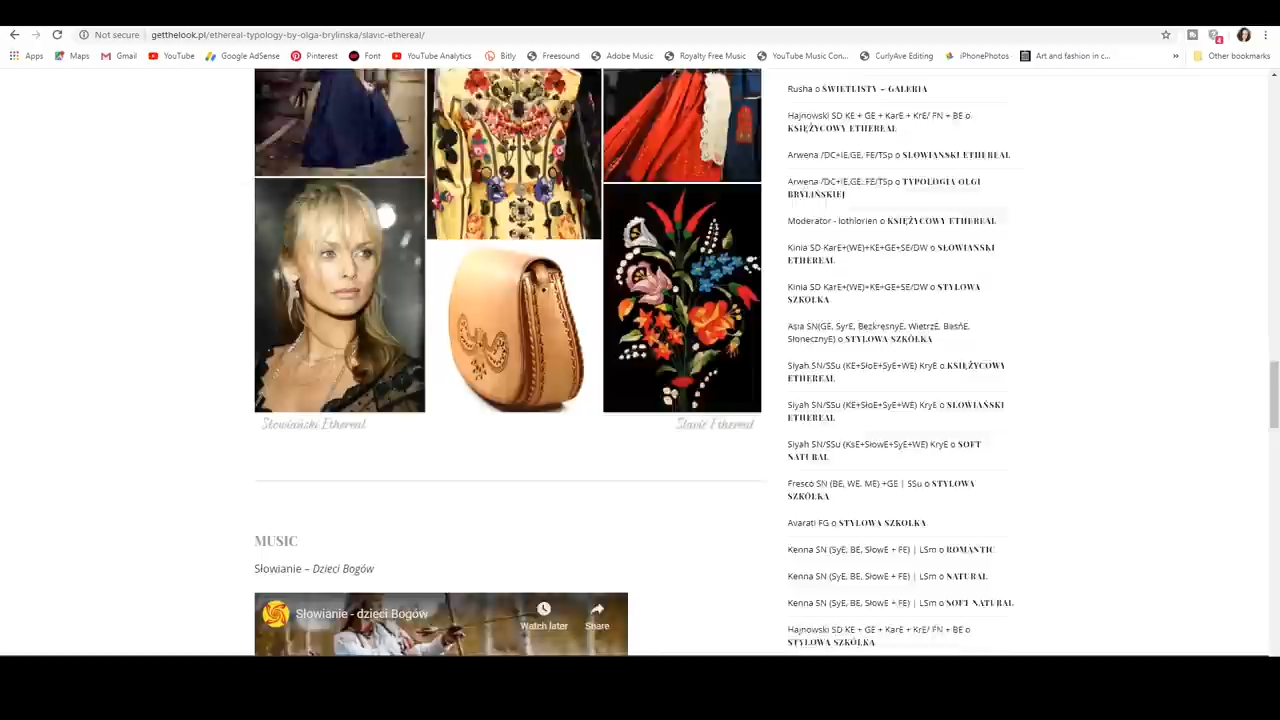 Not secure
getthelook.pl/ethereal-typology-by-olga-brylinska/slavic-ethereal/
Apps
Maps
Gmail
YouTube
Google AdSense
Pinterest
Font
YouTube Analytics
Bitly
Freesound
Adobe Music
Royalty Free Music
YouTube Music Con...
CurlyAve Editing
iPhonePhotos
Art and fashion in c...
»
Other bookmarks
Słowiański Ethereal
Slavic Ethereal
MUSIC
Słowianie – Dzieci Bogów
Słowianie - dzieci Bogów
Watch later
Share
Rusha o ŚWIETLISTY – GALERIA
Hajnowski SD KE + GE + KarE + KrE/ FN + BE o
KSIĘŻYCOWY ETHEREAL
Arwena /DC+IE,GE, FE/TSp o SŁOWIAŃSKI ETHEREAL
Arwena /DC+IE,GE, FE/TSp o TYPOLOGIA OLGI
BRYLIŃSKIEJ
Moderator - lothlorien o KSIĘŻYCOWY ETHEREAL
Kinia SD KarE+(WE)+KE+GE+SE/DW o SŁOWIAŃSKI
ETHEREAL
Kinia SD KarE+(WE)+KE+GE+SE/DW o STYLOWA
SZKÓŁKA
Asia SN(GE, SyrE, BezkresnyE, WietrzE, BaśńE,
SłonecznyE) o STYLOWA SZKÓŁKA
Siyah SN/SSu (KE+SłoE+SyE+WE) KryE o KSIĘŻYCOWY
ETHEREAL
Siyah SN/SSu (KE+SłoE+SyE+WE) KryE o SŁOWIAŃSKI
ETHEREAL
Siyah SN/SSu (KsE+SłowE+SyE+WE) KryE o SOFT
NATURAL
Fresco SN (BE, WE, ME) +GE | SSu o STYLOWA
SZKÓŁKA
Avarati FG o STYLOWA SZKÓŁKA
Kenna SN (SyE, BE, SłowE + FE) | LSm o ROMANTIC
Kenna SN (SyE, BE, SłowE + FE) | LSm o NATURAL
Kenna SN (SyE, BE, SłowE + FE) | LSm o SOFT NATURAL
Hajnowski SD KE + GE + KarE + KrE/ FN + BE o
STYLOWA SZKÓŁKA